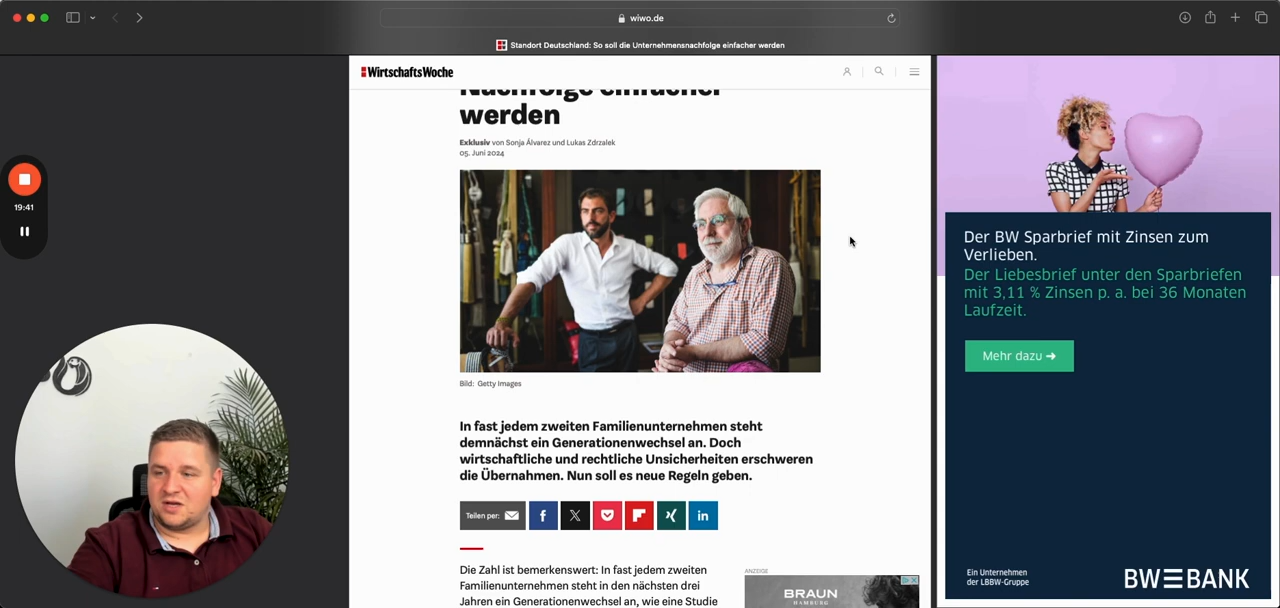 wiwo.de
Standort Deutschland: So soll die Unternehmensnachfolge einfacher werden
WirtschaftsWoche
Nachfolge einfacher
werden
Exklusiv von Sonja Álvarez und Lukas Zdrzalek
05. Juni 2024
19:41
Bild: Getty Images
In fast jedem zweiten Familienunternehmen steht
demnächst ein Generationenwechsel an. Doch
wirtschaftliche und rechtliche Unsicherheiten erschweren
die Übernahmen. Nun soll es neue Regeln geben.
Teilen per:
Die Zahl ist bemerkenswert: In fast jedem zweiten
Familienunternehmen steht in den nächsten drei
Jahren ein Generationenwechsel an, wie eine Studie
ANZEIGE
BRAUN
HAMBURG
Der BW Sparbrief mit Zinsen zum
Verlieben.
Der Liebesbrief unter den Sparbriefen
mit 3,11 % Zinsen p. a. bei 36 Monaten
Laufzeit.
Mehr dazu →
Ein Unternehmen
der LBBW-Gruppe
BW BANK